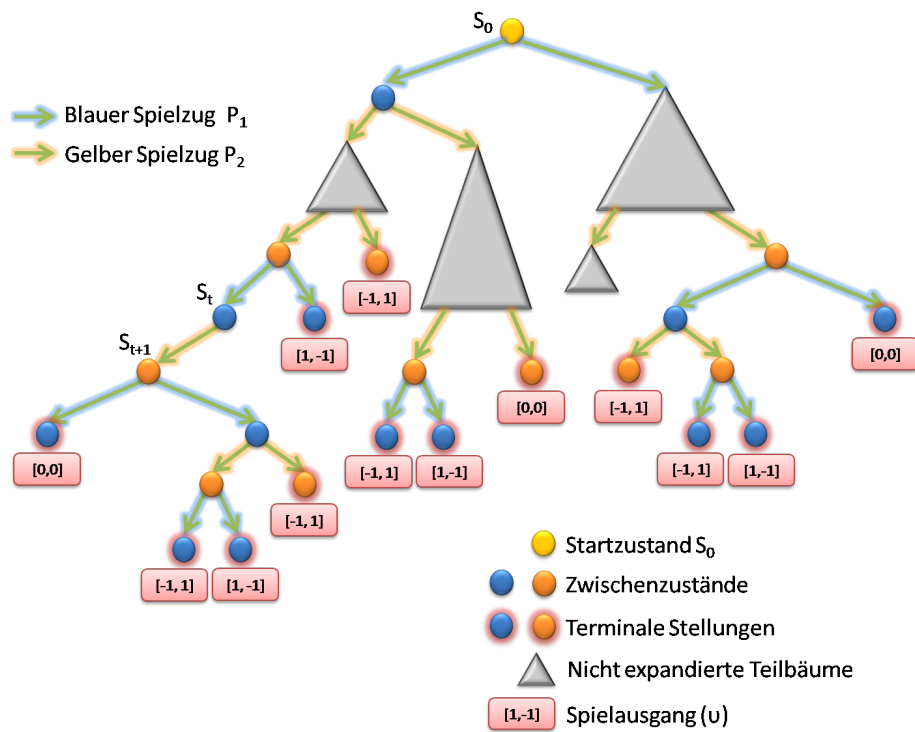 S0
Blauer Spielzug P1
Gelber Spielzug P2
[-1, 1]
St
[1, -1]
[0,0]
St+1
[0,0]
[-1, 1]
[0,0]
[-1, 1]
[1,-1]
[-1, 1]
[1,-1]
[-1, 1]
[-1, 1]
[1, -1]
Startzustand S0
Zwischenzustände
Terminale Stellungen
Nicht expandierte Teilbäume
[1,-1] Spielausgang (υ)